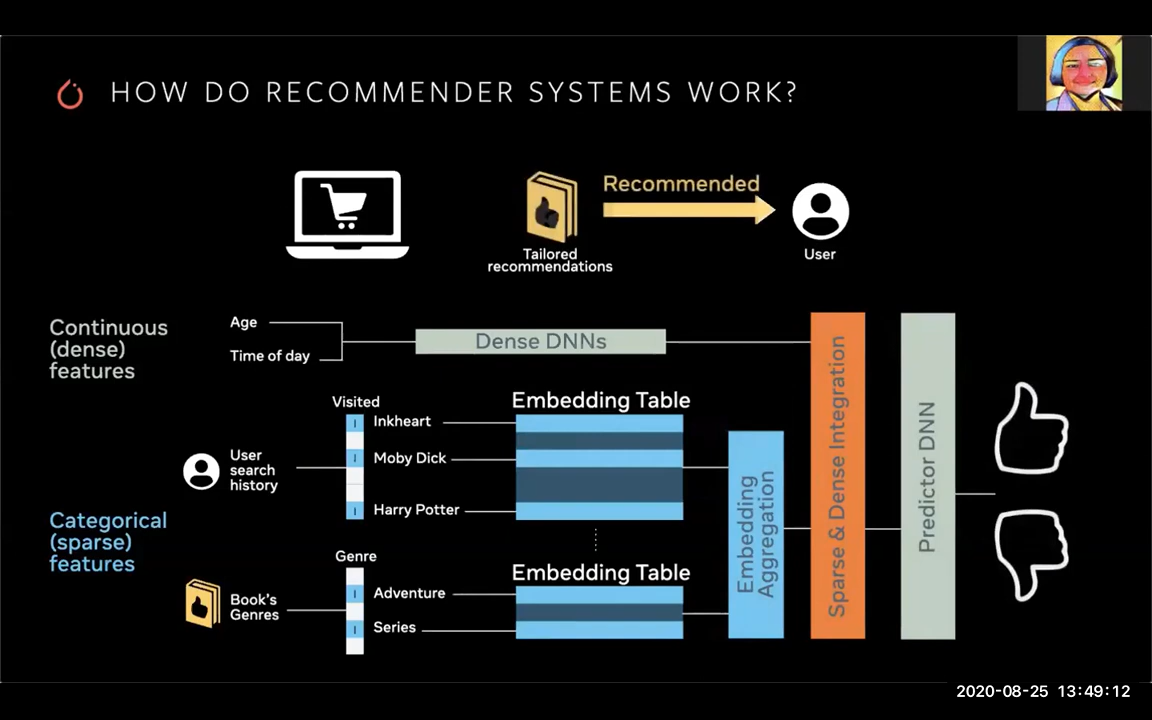 HOW DO RECOMMENDER SYSTEMS WORK?
Recommended
Tailored
recommendations
User
Continuous
(dense)
features
Age
Time of day
Dense DNNs
Visited
Embedding Table
I
Inkheart
User
search
history
I
Moby Dick
I
Harry Potter
Categorical
(sparse)
features
Genre
Embedding Table
Book's
Genres
I
Adventure
I
Series
Embedding
Aggregation
Sparse & Dense Integration
Predictor DNN
2020-08-25 13:49:12